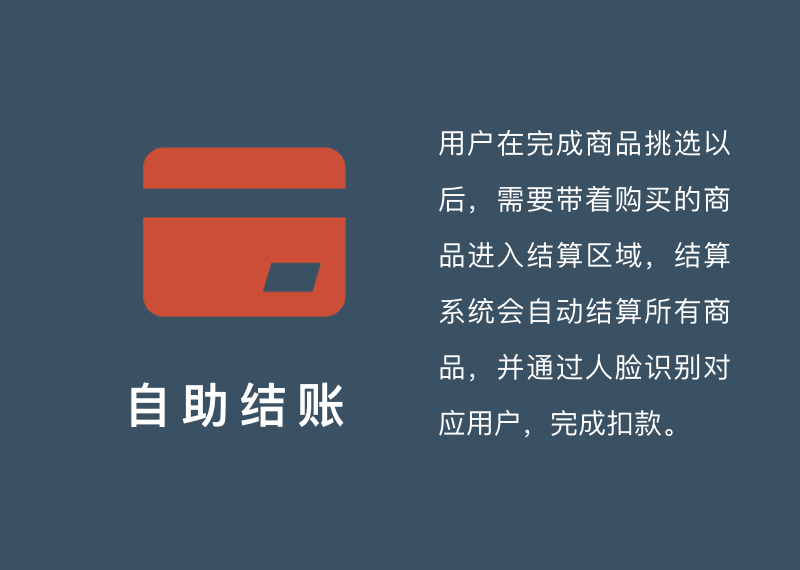 自助结账
用户在完成商品挑选以
后，需要带着购买的商
品进入结算区域，结算
系统会自动结算所有商
品，并通过人脸识别对
应用户，完成扣款。